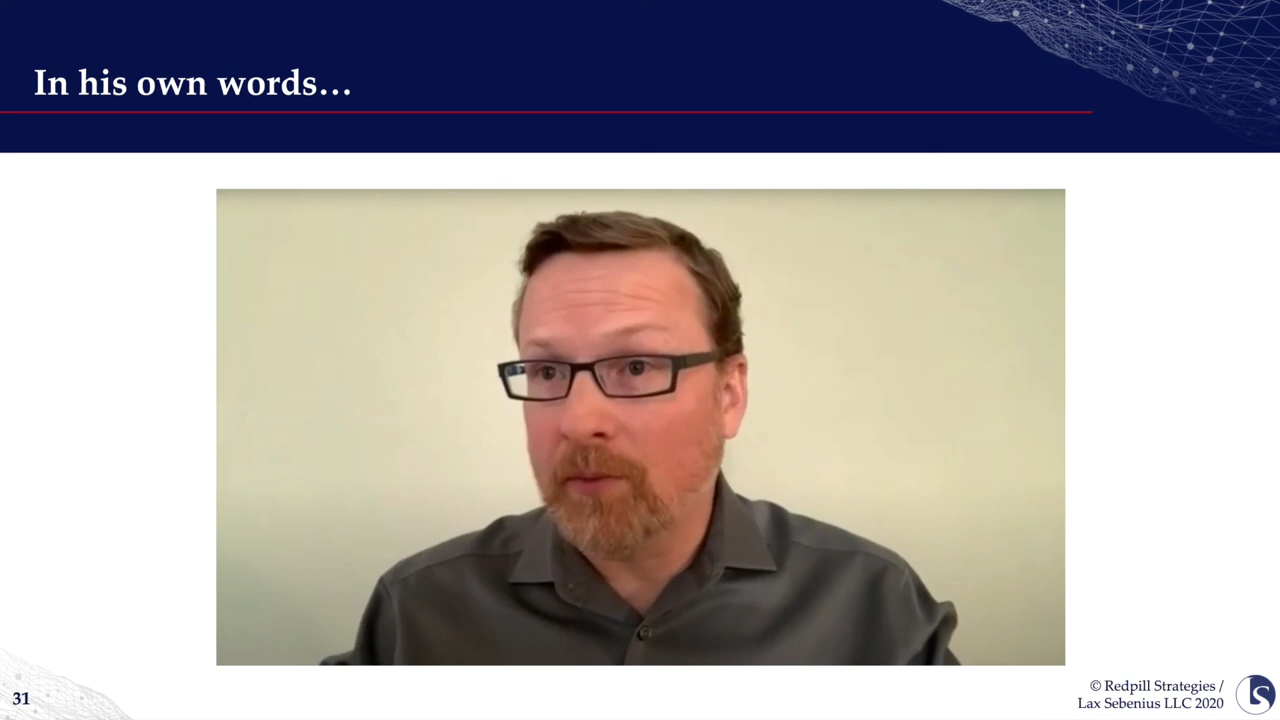 In his own words…
31
© Redpill Strategies /
Lax Sebenius LLC 2020